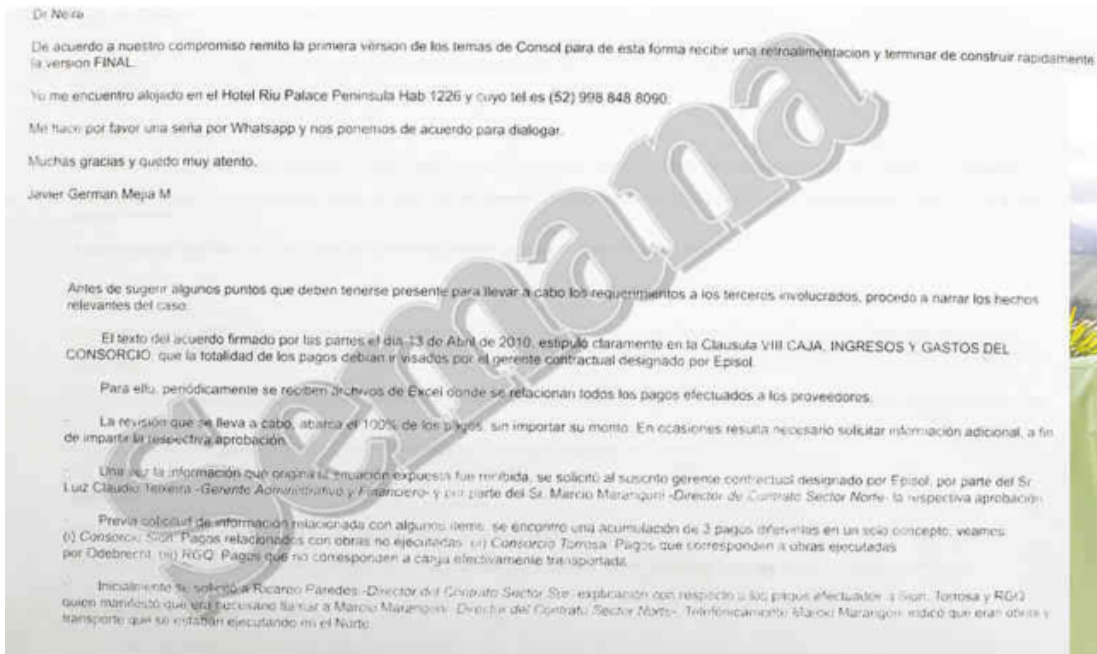 Dr Neira
De acuerdo a nuestro compromiso remito la primera version de los temas de Consol para de esta forma recibir una retroalimentacion y terminar de construir rapidamente
la version FINAL.
Yo me encuentro alojado en el Hotel Riu Palace Peninsula Hab 1226 y cuyo tel es (52) 998 848 8090.
Me hace por favor una seña por Whatsapp y nos ponemos de acuerdo para dialogar.
Muchas gracias y quedo muy atento.
Javier German Mejia M
Semana
Antes de sugerir algunos puntos que deben tenerse presente para llevar a cabo los requerimientos a los terceros involucrados, procedo a narrar los hechos
relevantes del caso:
El texto del acuerdo firmado por las partes el día 13 de Abril de 2010, estipuló claramente en la Clausula VIII CAJA, INGRESOS Y GASTOS DEL
CONSORCIO, que la totalidad de los pagos debían ir visados por el gerente contractual designado por Episol.
Para ello, periódicamente se reciben archivos de Excel donde se relacionan todos los pagos efectuados a los proveedores.
La revisión que se lleva a cabo, abarca el 100% de los pagos, sin importar su monto. En ocasiones resulta necesario solicitar información adicional, a fin
de impartir la respectiva aprobación.
Una vez la información que origina la situación expuesta fue recibida, se solicitó al suscrito gerente contractual designado por Episol, por parte del Sr.
Luiz Claudio Teixeira -Gerente Administrativo y Financiero- y por parte del Sr. Marcio Marangoni -Director de Contrato Sector Norte- la respectiva aprobación.
Previa solicitud de información relacionada con algunos items, se encontró una acumulación de 3 pagos diferentes en un solo concepto, veamos:
(i) Consorcio Sion: Pagos relacionados con obras no ejecutadas. (ii) Consorcio Torrosa: Pagos que corresponden a obras ejecutadas
por Odebrecht. (iii) RGQ: Pagos que no corresponden a carga efectivamente transportada.
Inicialmente se solicitó a Ricardo Paredes -Director del Contrato Sector Sur- explicación con respecto a los pagos efectuados a Sion, Torrosa y RGQ
quien manifestó que era necesario llamar a Marcio Marangoni -Director del Contrato Sector Norte-. Telefónicamente Marcio Marangoni indicó que eran obras y
transporte que se estaban ejecutando en el Norte.